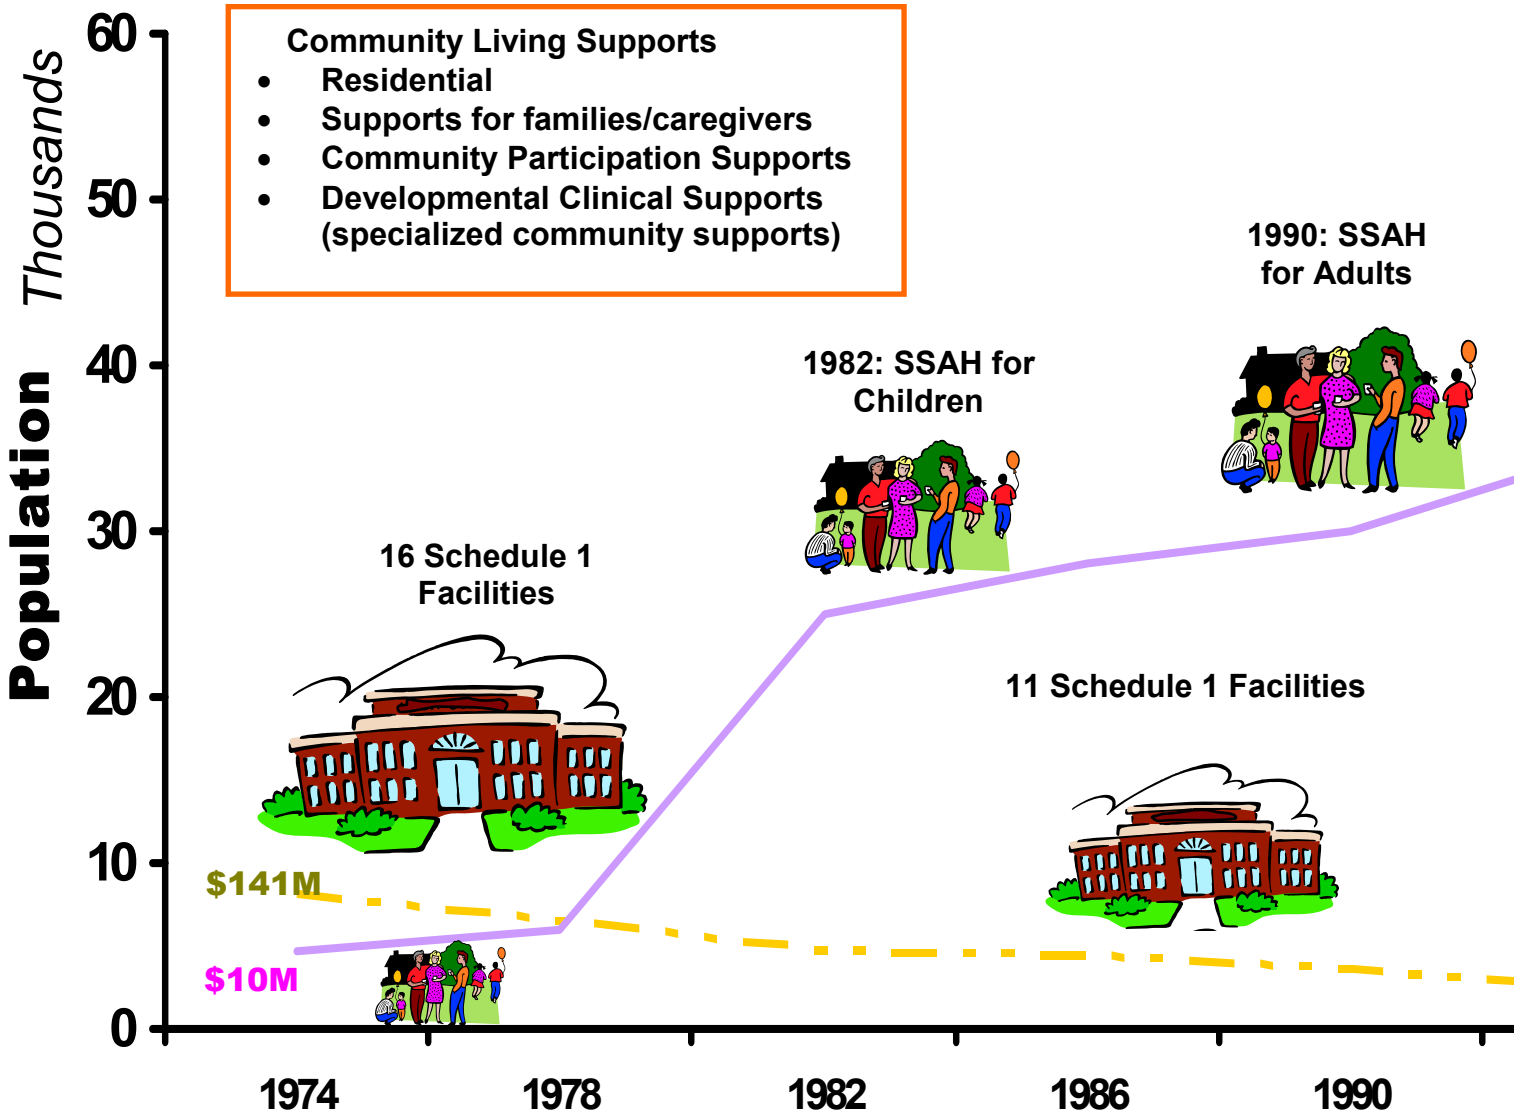 Community Living Supports
• Residential
• Supports for families/caregivers
• Community Participation Supports
• Developmental Clinical Supports
(specialized community supports)
Population Thousands
60
50
40
30
20
10
0
1990: SSAH
for Adults
1982: SSAH for
Children
16 Schedule 1
Facilities
11 Schedule 1 Facilities
$141M
$10M
1974 1978 1982 1986 1990